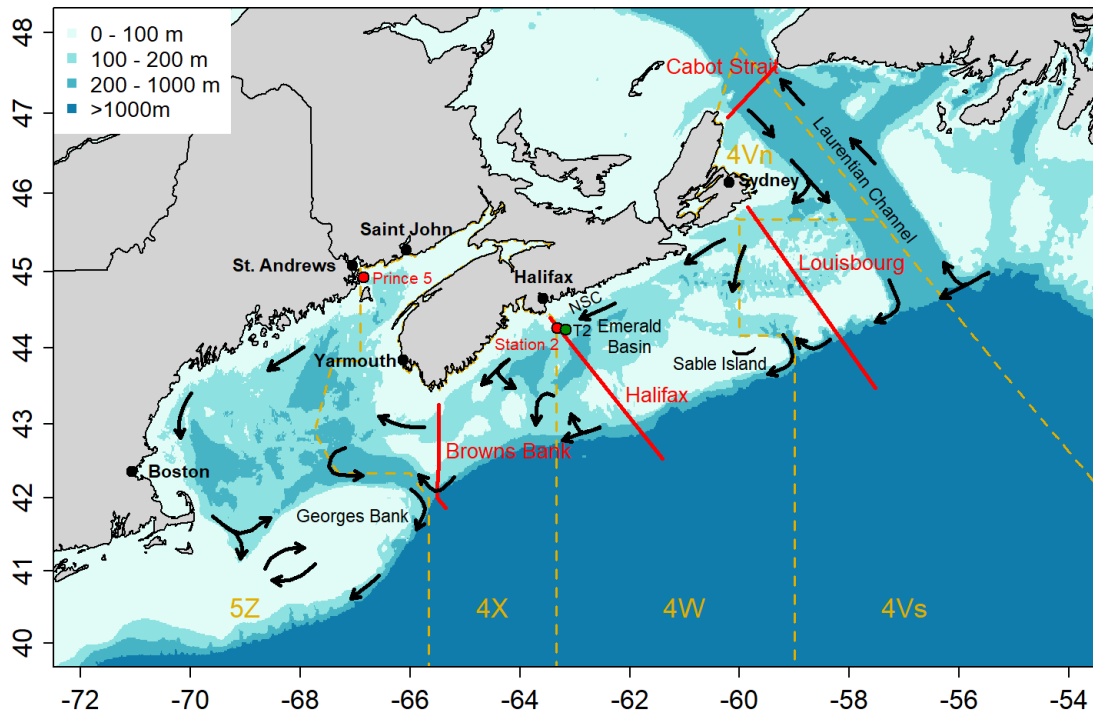 0 - 100 m
100 - 200 m
200 - 1000 m
>1000m
48
47
46
45
44
43
42
41
40
Cabot Strait
4Vn
Sydney
Laurentian Channel
Saint John
St. Andrews
Prince 5
Halifax
Louisbourg
NSC
T2
Emerald
Basin
Station 2
Yarmouth
Sable Island
Halifax
Browns Bank
Boston
Georges Bank
5Z
4X
4W
4Vs
-72
-70
-68
-66
-64
-62
-60
-58
-56
-54